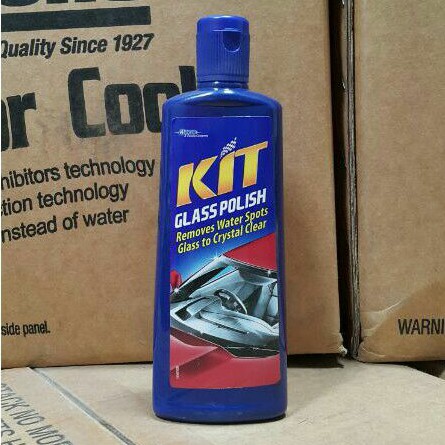 Quality Since 1927
or Cool
hibitors technology
tion technology
nstead of water
side panel.
KIT
GLASS POLISH
Removes Water Spots
Glass to Crystal Clear
WARNI